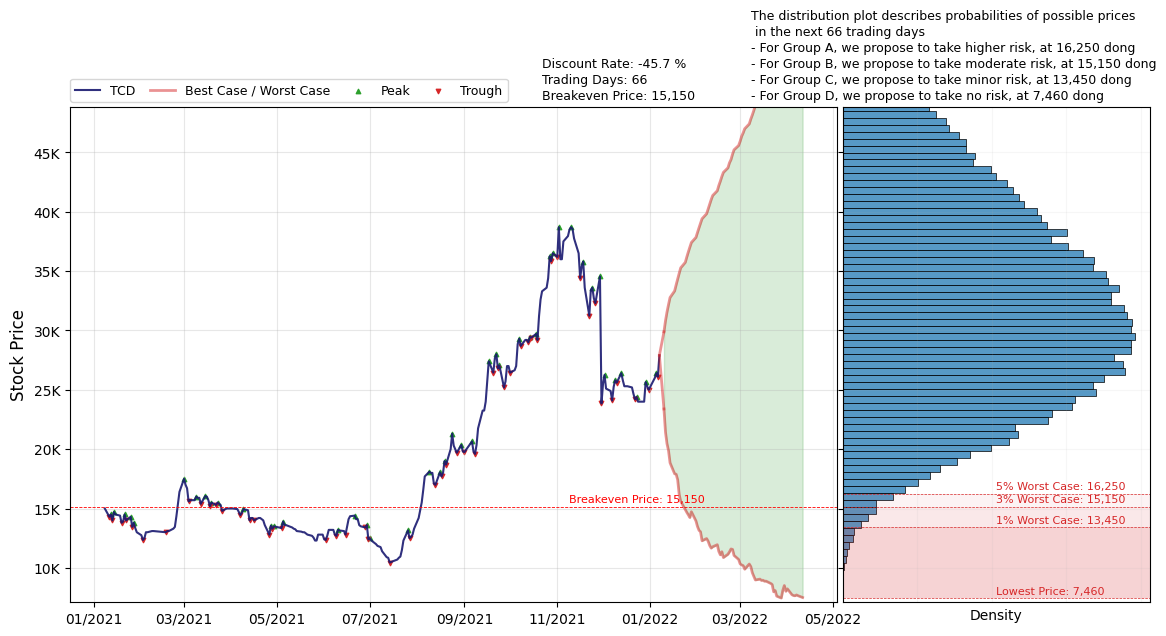 The distribution plot describes probabilities of possible prices
in the next 66 trading days
- For Group A, we propose to take higher risk, at 16,250 dong
- For Group B, we propose to take moderate risk, at 15,150 dong
- For Group C, we propose to take minor risk, at 13,450 dong
- For Group D, we propose to take no risk, at 7,460 dong
Discount Rate: -45.7 %
Trading Days: 66
Breakeven Price: 15,150
TCD
Best Case / Worst Case
Peak
Trough
Stock Price
45K
40K
35K
30K
25K
20K
15K
10K
Breakeven Price: 15,150
5% Worst Case: 16,250
3% Worst Case: 15,150
1% Worst Case: 13,450
Lowest Price: 7,460
01/2021
03/2021
05/2021
07/2021
09/2021
11/2021
01/2022
03/2022
05/2022
Density